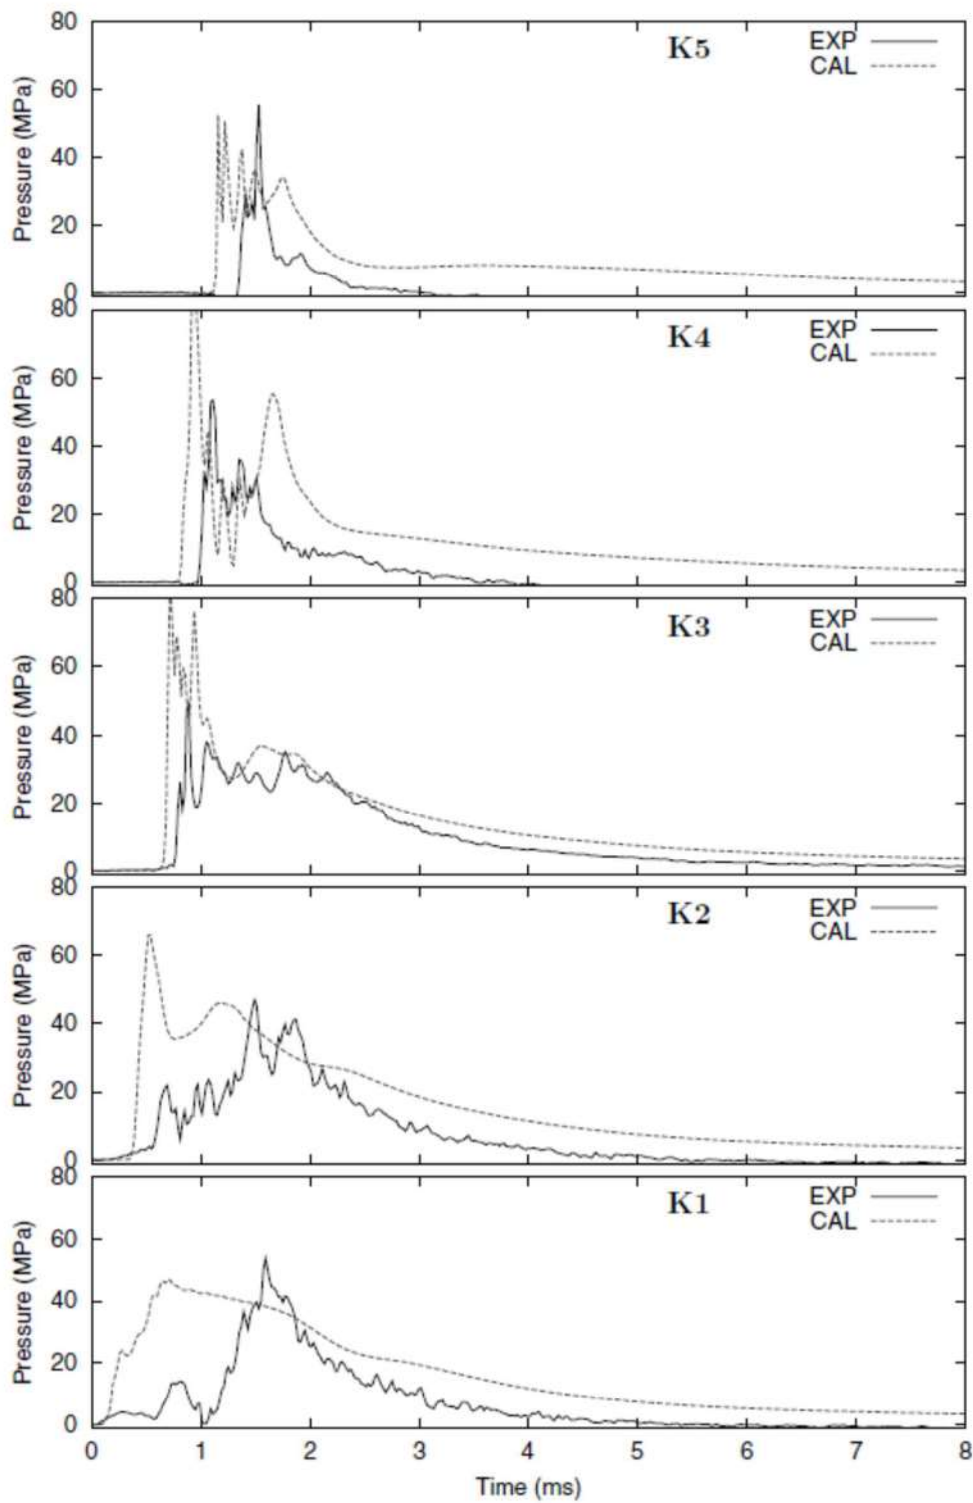 80
K5
EXP
CAL
60
Pressure (MPa)
40
20
0
80
K4
EXP
CAL
60
Pressure (MPa)
40
20
0
80
K3
EXP
CAL
60
Pressure (MPa)
40
20
0
80
K2
EXP
CAL
60
Pressure (MPa)
40
20
0
80
K1
EXP
CAL
60
Pressure (MPa)
40
20
0
0 1 2 3 4 5 6 7 8
Time (ms)